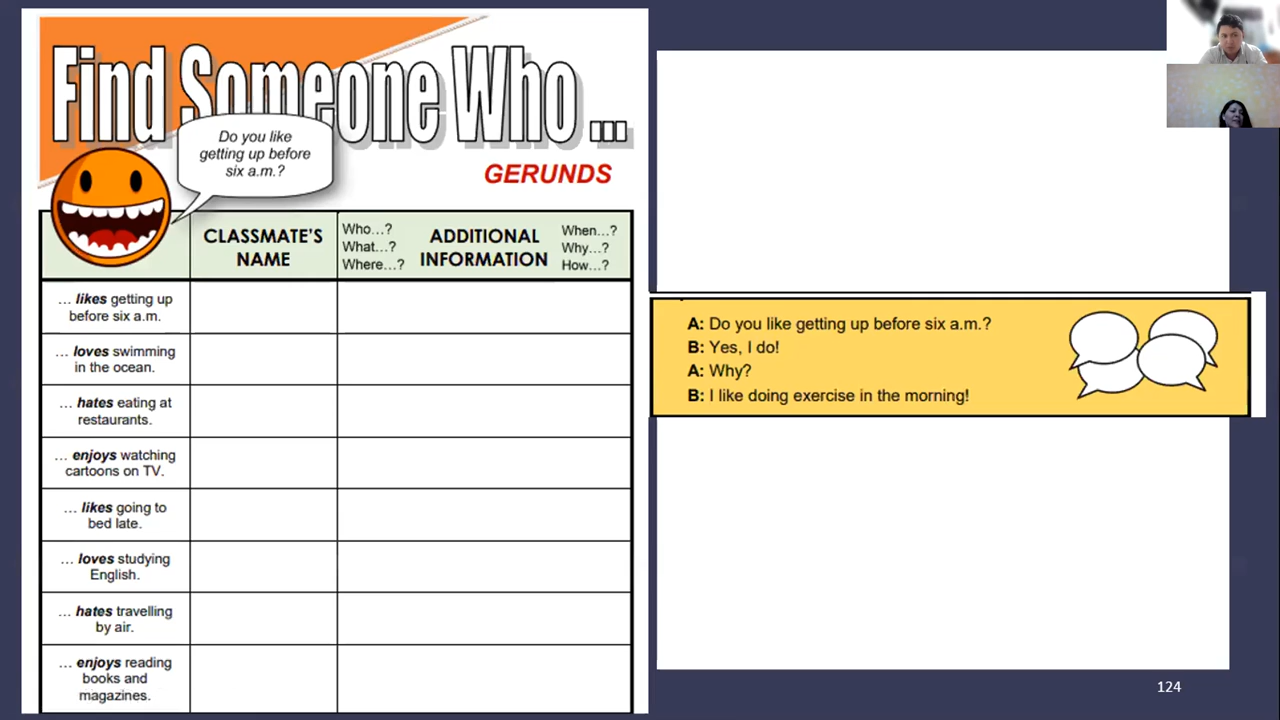 Find Someone Who ...
Do you like
getting up before
six a.m.?
GERUNDS
CLASSMATE'S
NAME
Who...?
What...?
Where...?
ADDITIONAL
INFORMATION
When...?
Why...?
How...?
... likes getting up
before six a.m.
... loves swimming
in the ocean.
... hates eating at
restaurants.
... enjoys watching
cartoons on TV.
... likes going to
bed late.
... loves studying
English.
... hates travelling
by air.
... enjoys reading
books and
magazines.
A: Do you like getting up before six a.m.?
B: Yes, I do!
A: Why?
B: I like doing exercise in the morning!
124